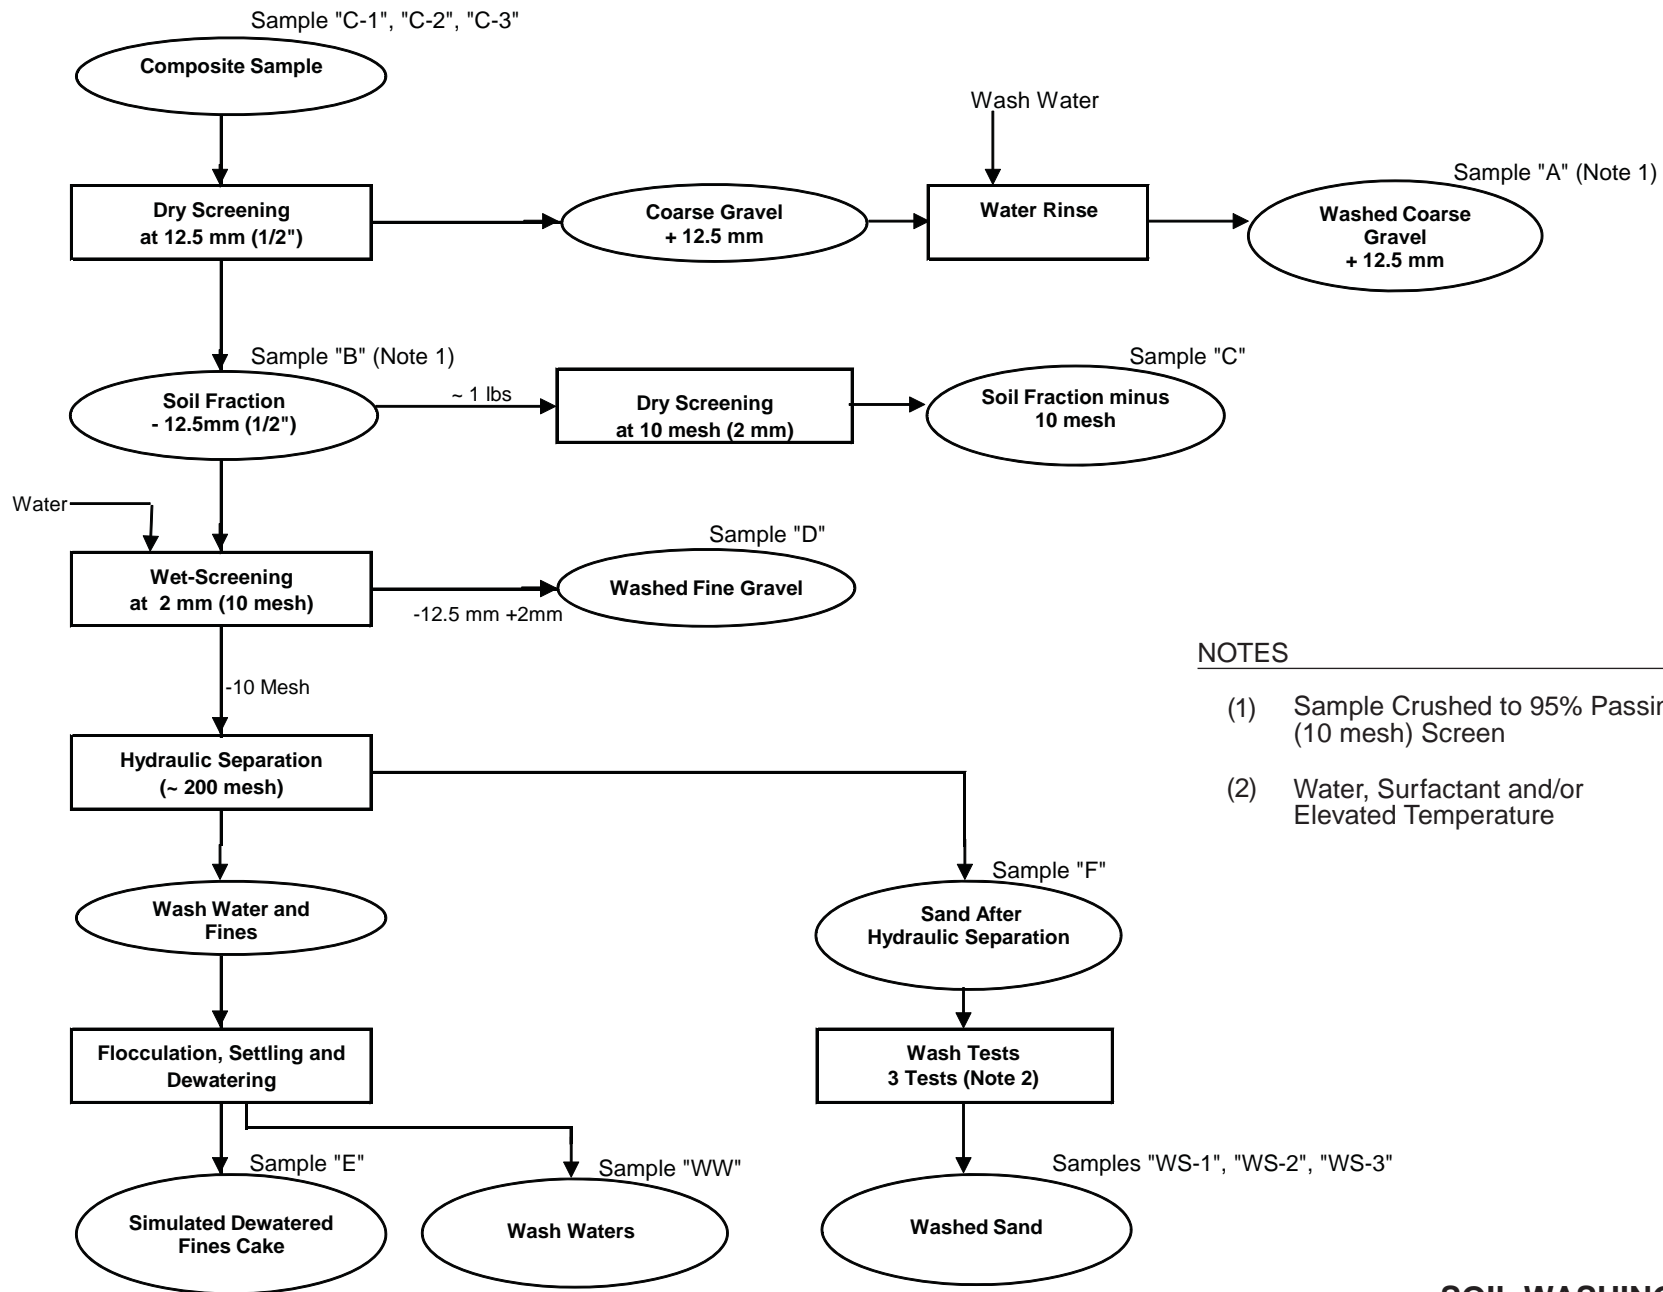 Sample "C-1", "C-2", "C-3"
Composite Sample
Wash Water
Sample "A" (Note 1)
Dry Screening
at 12.5 mm (1/2")
Coarse Gravel
+ 12.5 mm
Water Rinse
Washed Coarse
Gravel
+ 12.5 mm
Sample "B" (Note 1)
Sample "C"
Soil Fraction
- 12.5mm (1/2")
~ 1 lbs
Dry Screening
at 10 mesh (2 mm)
Soil Fraction minus
10 mesh
Water
Sample "D"
Wet-Screening
at 2 mm (10 mesh)
-12.5 mm +2mm
Washed Fine Gravel
-10 Mesh
NOTES
(1) Sample Crushed to 95% Passin
(10 mesh) Screen
(2) Water, Surfactant and/or
Elevated Temperature
Hydraulic Separation
(~ 200 mesh)
Sample "F"
Wash Water and
Fines
Sand After
Hydraulic Separation
Flocculation, Settling and
Dewatering
Wash Tests
3 Tests (Note 2)
Sample "E"
Sample "WW"
Samples "WS-1", "WS-2", "WS-3"
Simulated Dewatered
Fines Cake
Wash Waters
Washed Sand